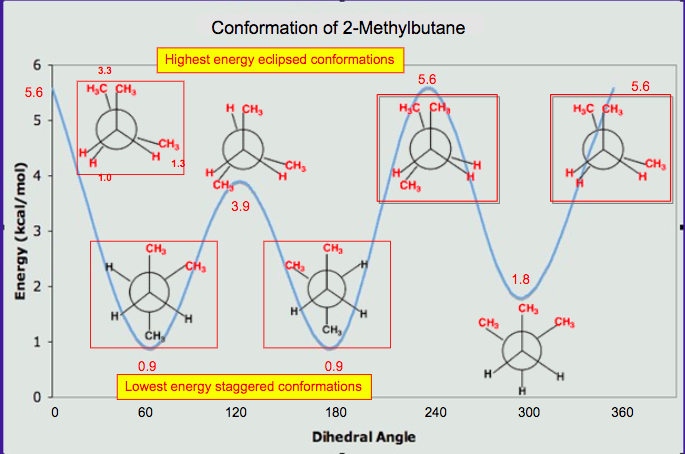 Conformation of 2-Methylbutane
Highest energy eclipsed conformations
Energy (kcal/mol)
6
5
4
3
2
1
0
5.6
3.3
H₃C CH₃
CH₃
H
H
H
1.3
1.0
H CH₃
H
CH₃
H
CH₃
3.9
5.6
H₃C CH₃
H
H
H
CH₃
5.6
H₃C CH₃
H
CH₃
H
H
CH₃
H
CH₃
H
H
CH₃
0.9
CH₃
CH₃
H
H
H
CH₃
0.9
1.8
CH₃
CH₃
CH₃
H
H
H
Lowest energy staggered conformations
0 60 120 180 240 300 360
Dihedral Angle